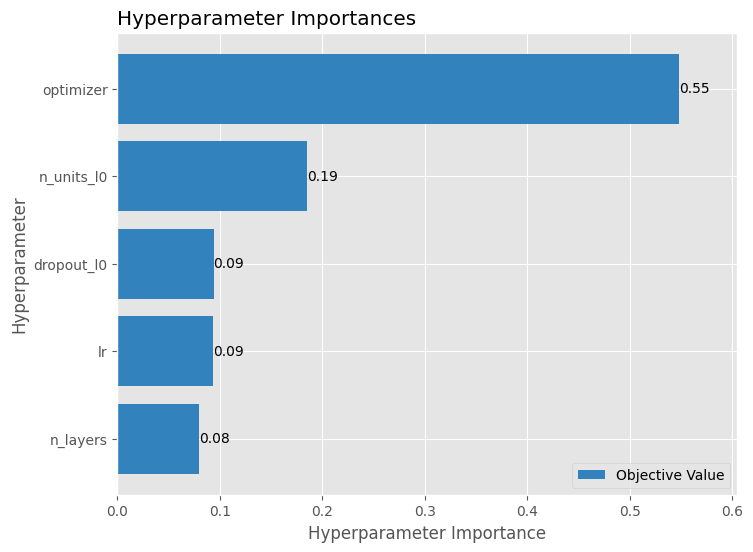 Hyperparameter Importances
Hyperparameter
optimizer
0.55
n_units_l0
0.19
dropout_l0
0.09
lr
0.09
n_layers
0.08
Objective Value
0.0 0.1 0.2 0.3 0.4 0.5 0.6
Hyperparameter Importance